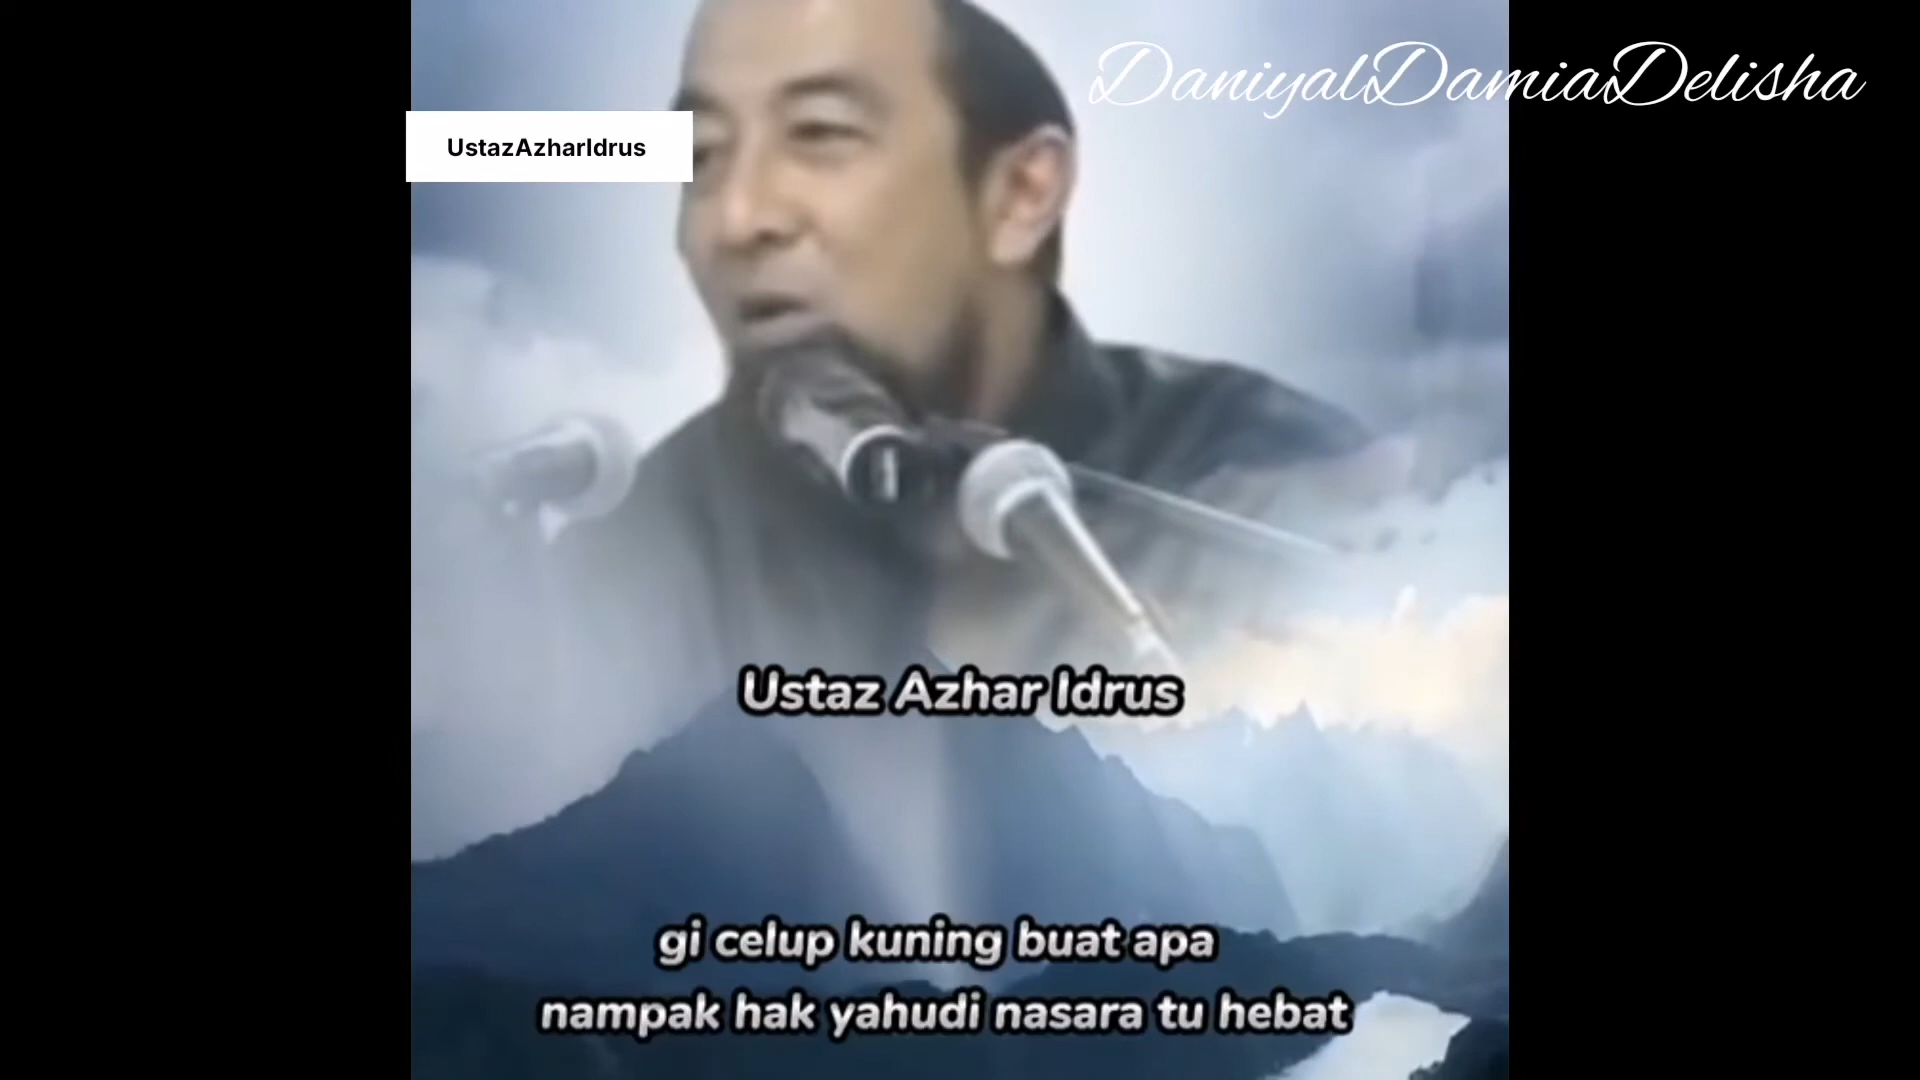 DaniyalDamiaDelisha
UstazAzharIdrus
Ustaz Azhar Idrus
gi celup kuning buat apa
nampak hak yahudi nasara tu hebat